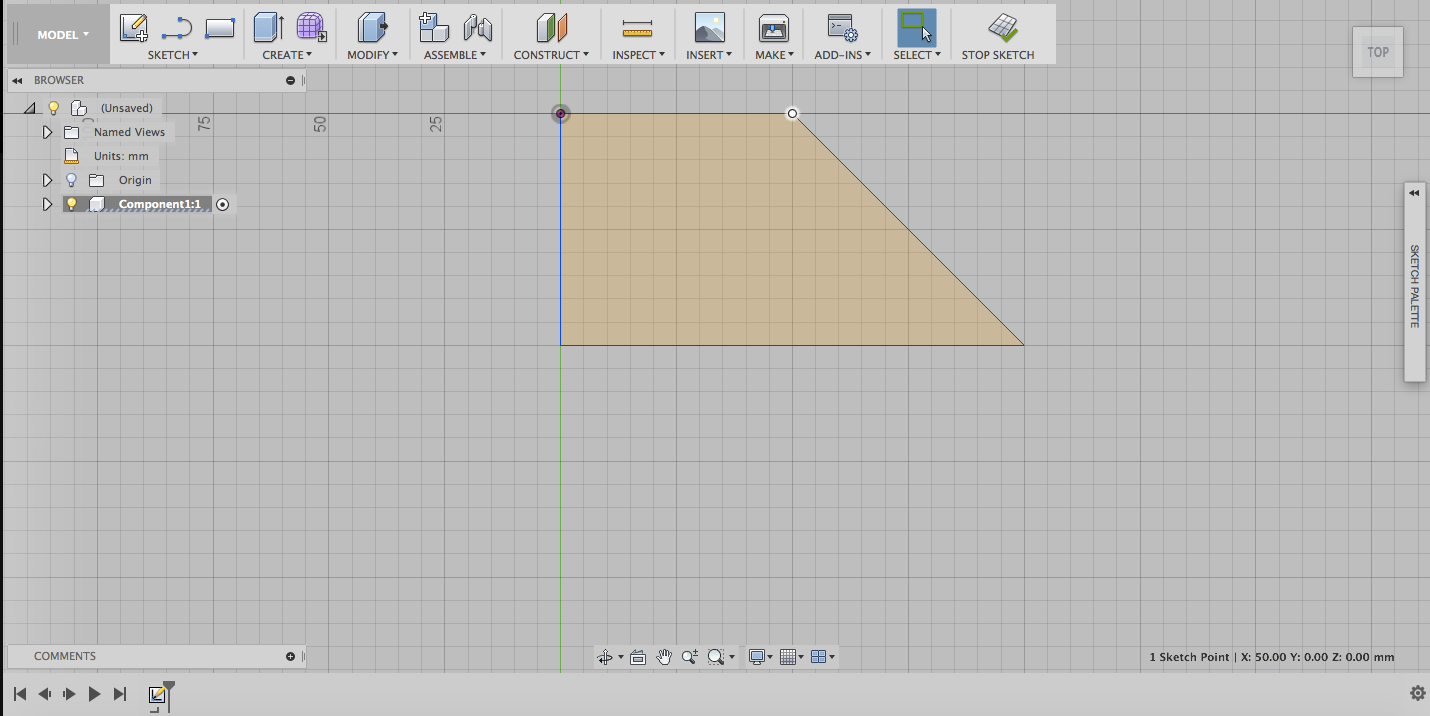 MODEL
SKETCH
CREATE
MODIFY
ASSEMBLE
CONSTRUCT
INSPECT
INSERT
MAKE
ADD-INS
SELECT
STOP SKETCH
TOP
BROWSER
(Unsaved)
Named Views
Units: mm
Origin
Component1:1
75
50
25
SKETCH PALETTE
COMMENTS
1 Sketch Point | X: 50.00 Y: 0.00 Z: 0.00 mm